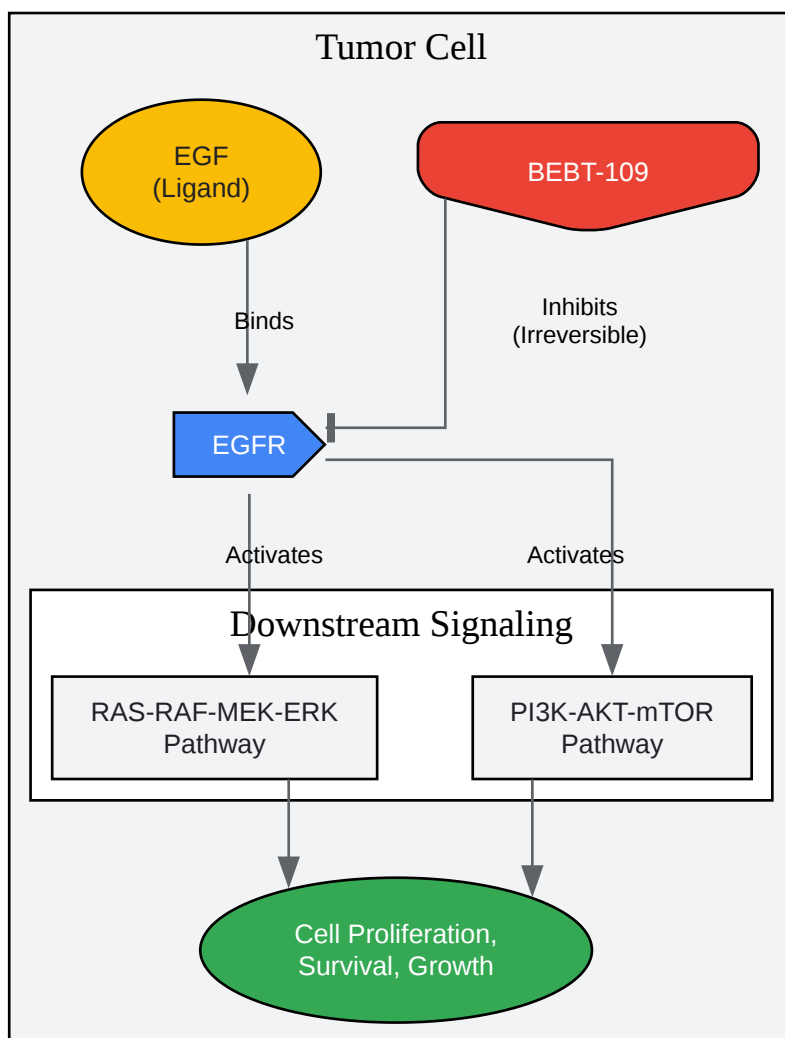 Tumor Cell
EGF
(Ligand)
BEBT-109
Binds
Inhibits
(Irreversible)
EGFR
Activates
Activates
Downstream Signaling
RAS-RAF-MEK-ERK
Pathway
PI3K-AKT-mTOR
Pathway
Cell Proliferation,
Survival, Growth